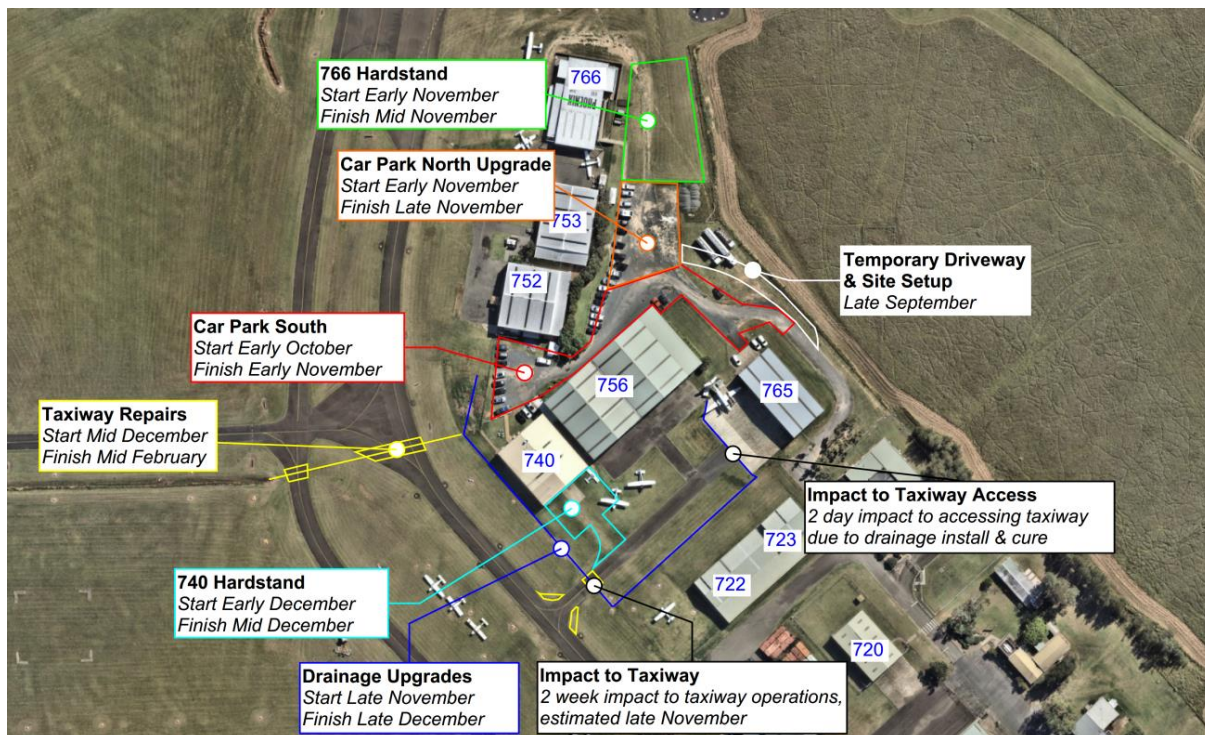 766
766 Hardstand
Start Early November
Finish Mid November
PHOENIX
Car Park North Upgrade
Start Early November
Finish Late November
753
752
Temporary Driveway
& Site Setup
Late September
Car Park South
Start Early October
Finish Early November
756
765
Taxiway Repairs
Start Mid December
Finish Mid February
740
Impact to Taxiway Access
2 day impact to accessing taxiway
due to drainage install & cure
723
722
740 Hardstand
Start Early December
Finish Mid December
720
Drainage Upgrades
Start Late November
Finish Late December
Impact to Taxiway
2 week impact to taxiway operations,
estimated late November